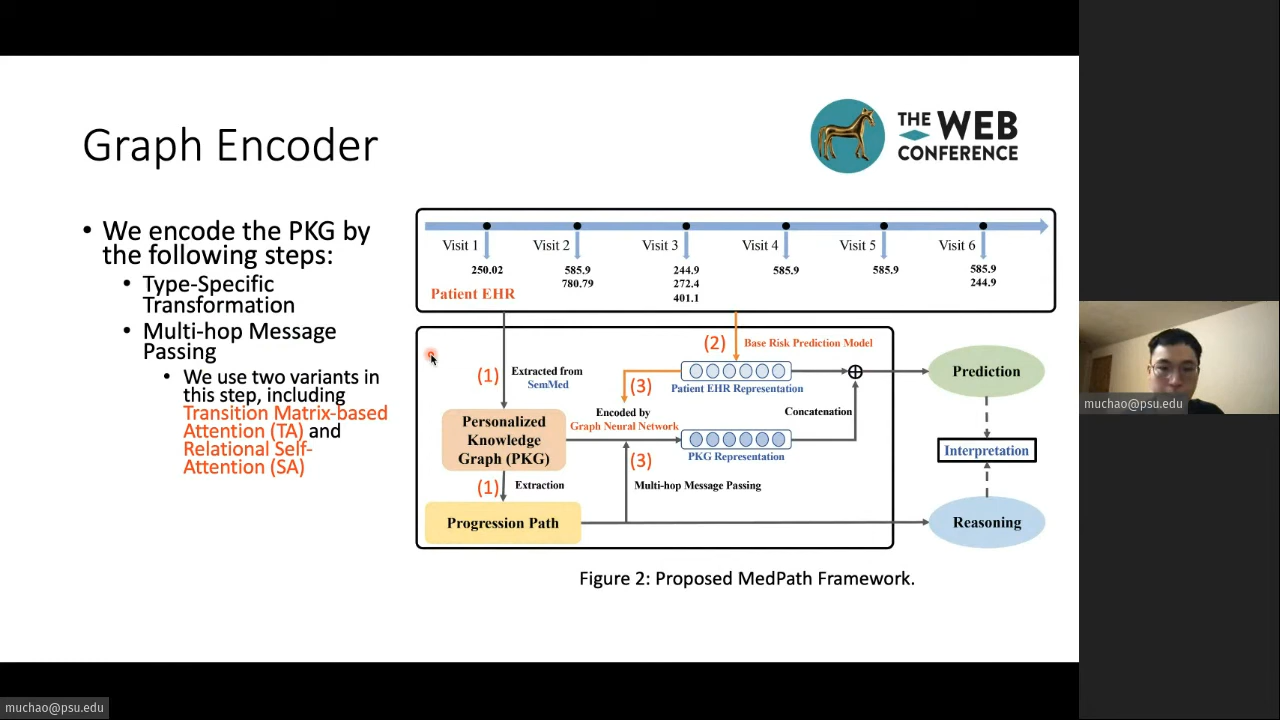 Graph Encoder
THE WEB
CONFERENCE
• We encode the PKG by
the following steps:
• Type-Specific
Transformation
• Multi-hop Message
Passing
• We use two variants in
this step, including
Transition Matrix-based
Attention (TA) and
Relational Self-
Attention (SA)
Visit 1
Visit 2
Visit 3
Visit 4
Visit 5
Visit 6
250.02
585.9
780.79
244.9
272.4
401.1
585.9
585.9
585.9
244.9
Patient EHR
(1)
Extracted from
SemMed
(2)
Base Risk Prediction Model
(3)
Patient EHR Representation
Encoded by
Graph Neural Network
Concatenation
Prediction
Personalized
Knowledge
Graph (PKG)
(3)
PKG Representation
Interpretation
(1)
Extraction
Multi-hop Message Passing
Progression Path
Reasoning
Figure 2: Proposed MedPath Framework.
muchao@psu.edu
muchao@psu.edu